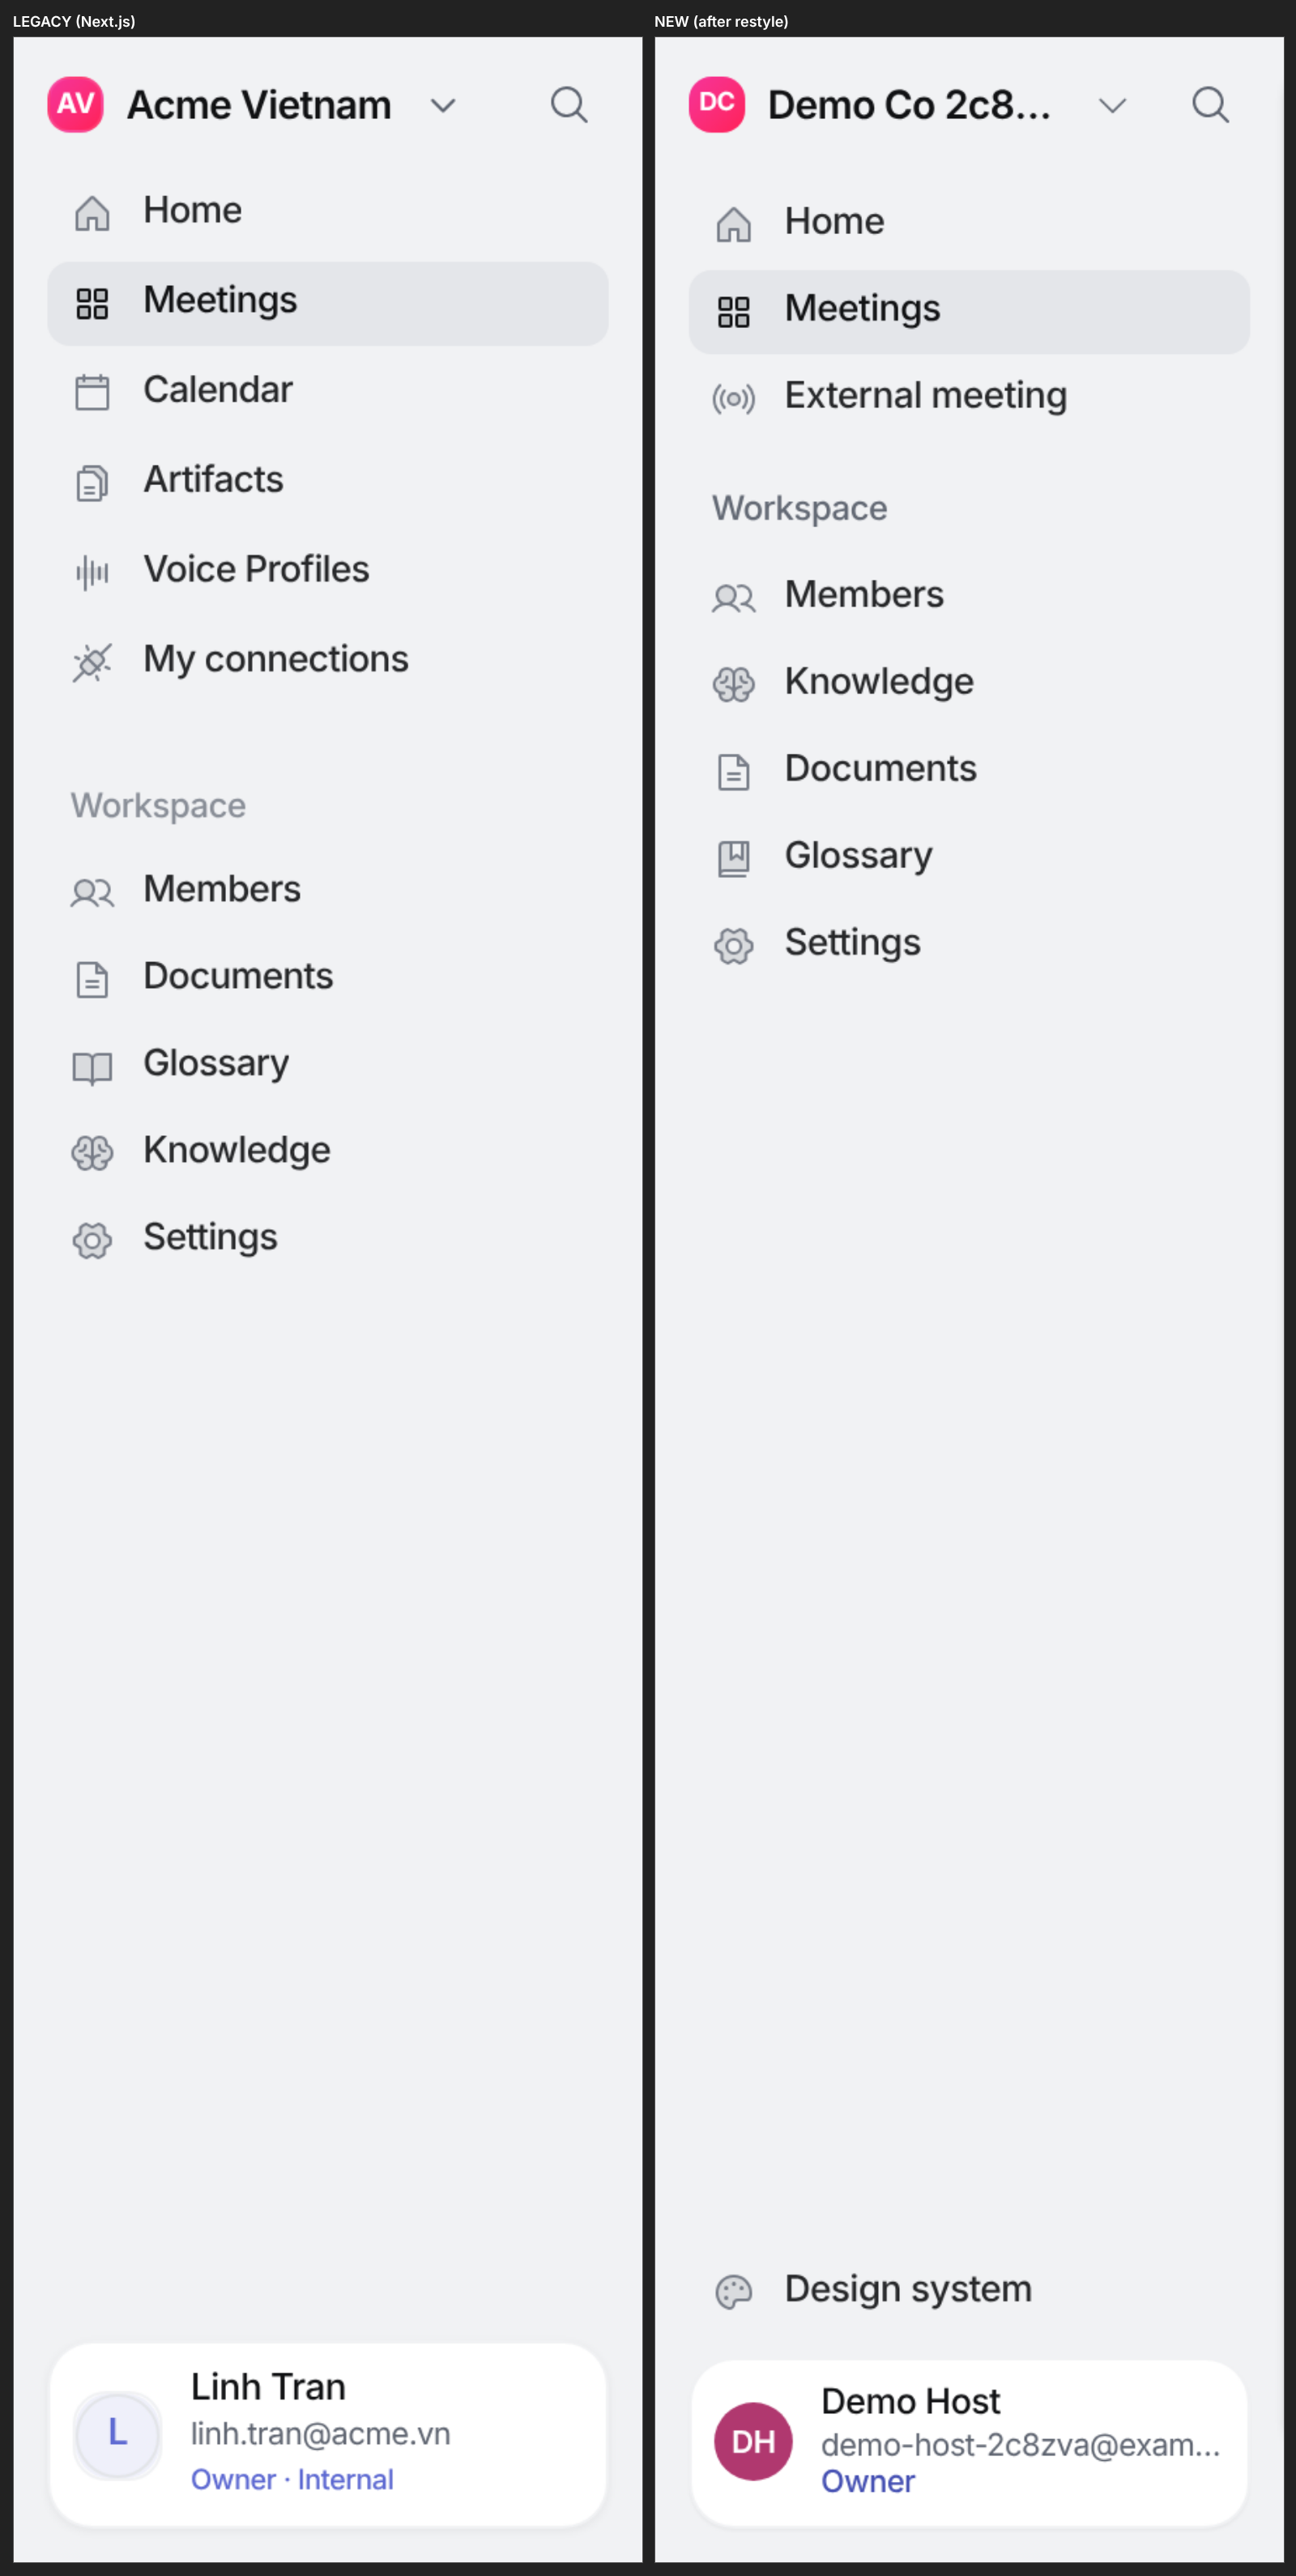 LEGACY (Next.js)
AV Acme Vietnam
Home
Meetings
Calendar
Artifacts
Voice Profiles
My connections
Workspace
Members
Documents
Glossary
Knowledge
Settings
L
Linh Tran
linh.tran@acme.vn
Owner · Internal
NEW (after restyle)
DC Demo Co 2c8...
Home
Meetings
External meeting
Workspace
Members
Knowledge
Documents
Glossary
Settings
Design system
DH
Demo Host
demo-host-2c8zva@exam...
Owner